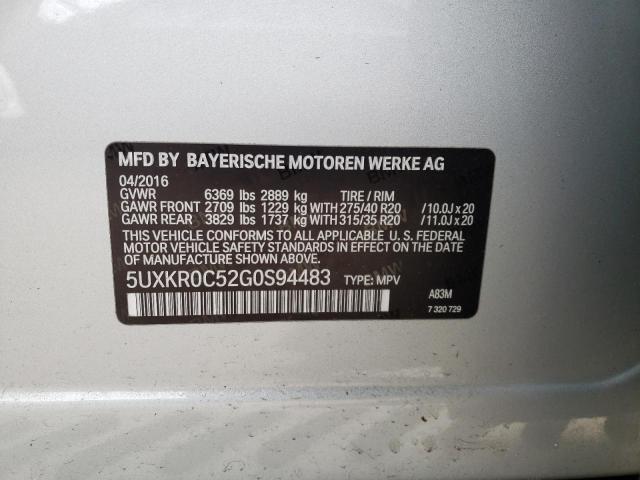 MFD BY BAYERISCHE MOTOREN WERKE AG
04/2016
GVWR 6369 lbs 2889 kg TIRE / RIM
GAWR FRONT 2709 lbs 1229 kg WITH 275/40 R20 /10.0J x 20
GAWR REAR 3829 lbs 1737 kg WITH 315/35 R20 /11.0J x 20
THIS VEHICLE CONFORMS TO ALL APPLICABLE U. S. FEDERAL
MOTOR VEHICLE SAFETY STANDARDS IN EFFECT ON THE DATE
OF MANUFACTURE SHOWN ABOVE.
5UXKR0C52G0S94483 TYPE: MPV A83M
7 320 729